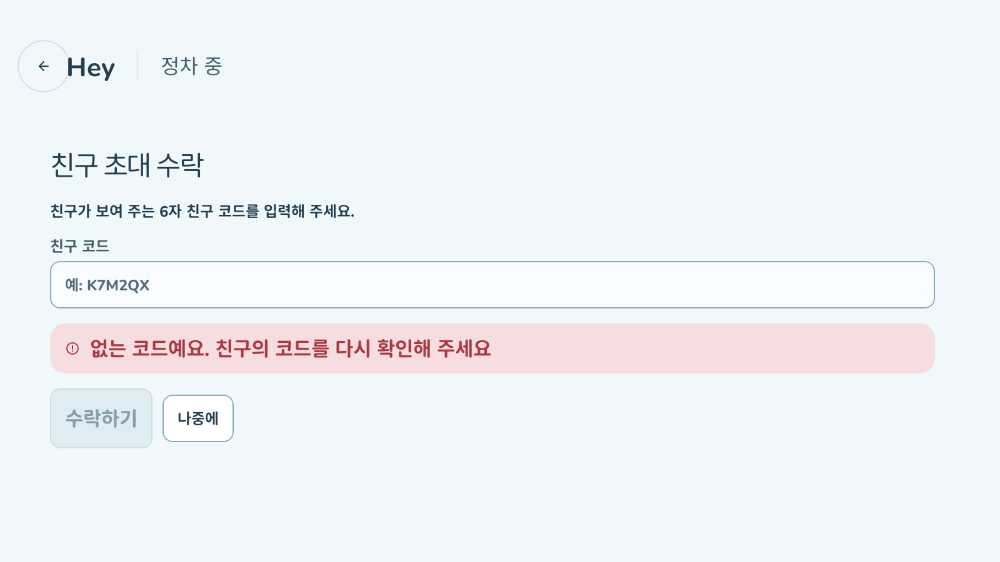 Hey
정차 중
친구 초대 수락
친구가 보여 주는 6자 친구 코드를 입력해 주세요.
친구 코드
예: K7M2QX
없는 코드예요. 친구의 코드를 다시 확인해 주세요
수락하기
나중에